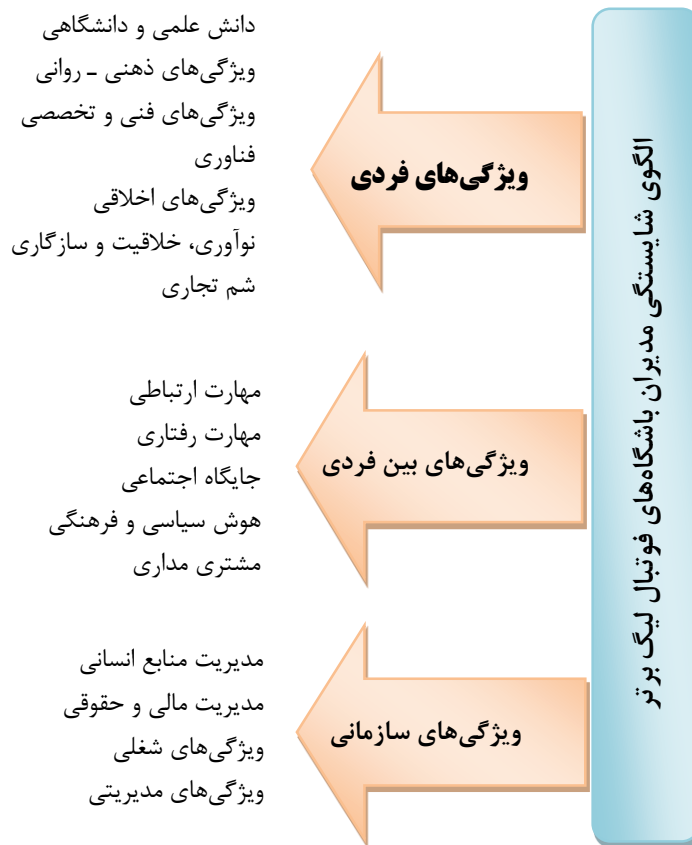 الگوی شایستگی مدیران باشگاه‌های فوتبال لیگ برتر
ویژگی‌های فردی
دانش علمی و دانشگاهی
ویژگی‌های ذهنی ـ روانی
ویژگی‌های فنی و تخصصی
فناوری
ویژگی‌های اخلاقی
نوآوری، خلاقیت و سازگاری
شم تجاری
ویژگی‌های بین فردی
مهارت ارتباطی
مهارت رفتاری
جایگاه اجتماعی
هوش سیاسی و فرهنگی
مشتری مداری
ویژگی‌های سازمانی
مدیریت منابع انسانی
مدیریت مالی و حقوقی
ویژگی‌های شغلی
ویژگی‌های مدیریتی